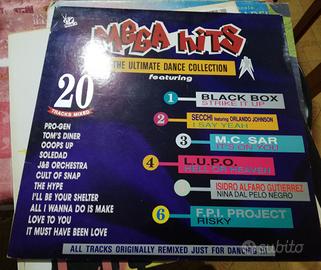 MEGA HITS
THE ULTIMATE DANCE COLLECTION
featuring
20
TRACKS MIXED
PRO-GEN
TOM'S DINER
OOOPS UP
SOLEDAD
J&B ORCHESTRA
CULT OF SNAP
THE HYPE
I'LL BE YOUR SHELTER
ALL I WANNA DO IS MAKE
LOVE TO YOU
IT MUST HAVE BEEN LOVE
1 BLACK BOX
STRIKE IT UP
2 SECCHI featuring ORLANDO JOHNSON
I SAY YEAH
3 M.C. SAR
IT'S ON YOU
4 L.U.P.O.
HELL OR HEAVEN
ISIDRO ALFARO GUTIERREZ
NINA DAL PELO NEGRO
6 F.P.I. PROJECT
RISKY
ALL TRACKS ORIGINALLY REMIXED JUST FOR DANCIN'
subito